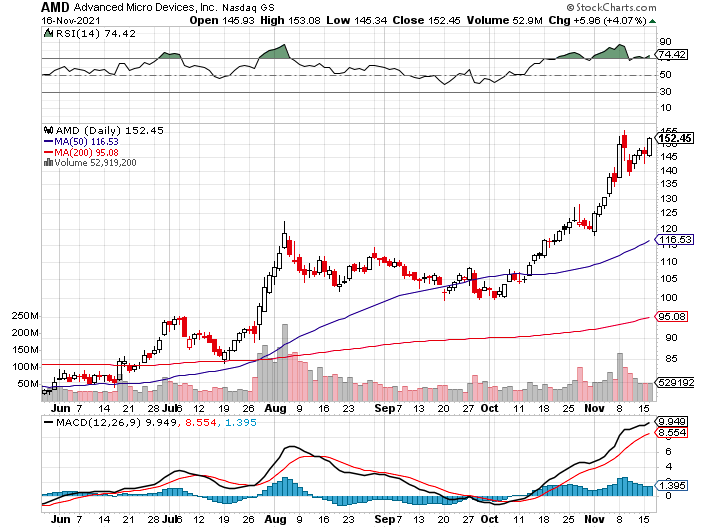 AMD Advanced Micro Devices, Inc. Nasdaq GS © StockCharts.com
16-Nov-2021 Open 145.93 High 153.08 Low 145.34 Close 152.45 Volume 52.9M Chg +5.96 (+4.07%)
RSI(14) 74.42
90
74.42
50
30
10
AMD (Daily) 152.45
MA(50) 116.53
MA(200) 95.08
Volume 52,919,200
155
152.45
145
140
135
130
125
120
116.53
110
105
100
95.08
90
85
529192
250M
200M
150M
100M
50M
Jun 7 14 21 28 Jul 6 12 19 26 Aug 9 16 23 Sep 7 13 20 27 Oct 11 18 25 Nov 8 15
MACD(12,26,9) 9.949, 8.554, 1.395
9.949
8.554
6
4
2
1.395
0
Jun 7 14 21 28 Jul 6 12 19 26 Aug 9 16 23 Sep 7 13 20 27 Oct 11 18 25 Nov 8 15